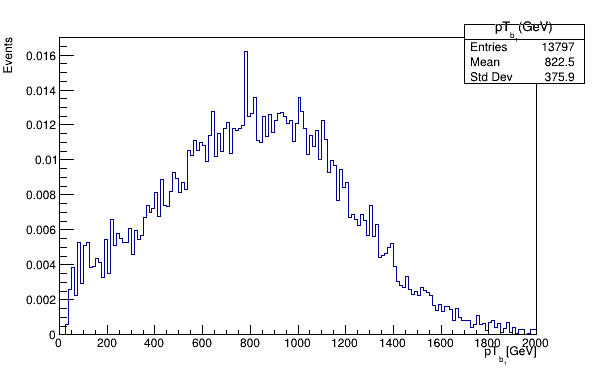 pT_b_1 (GeV)
Entries 13797
Mean 822.5
Std Dev 375.9
Events
0.016
0.014
0.012
0.01
0.008
0.006
0.004
0.002
0
0 200 400 600 800 1000 1200 1400 1600 1800 2000
pT_b_1 [GeV]